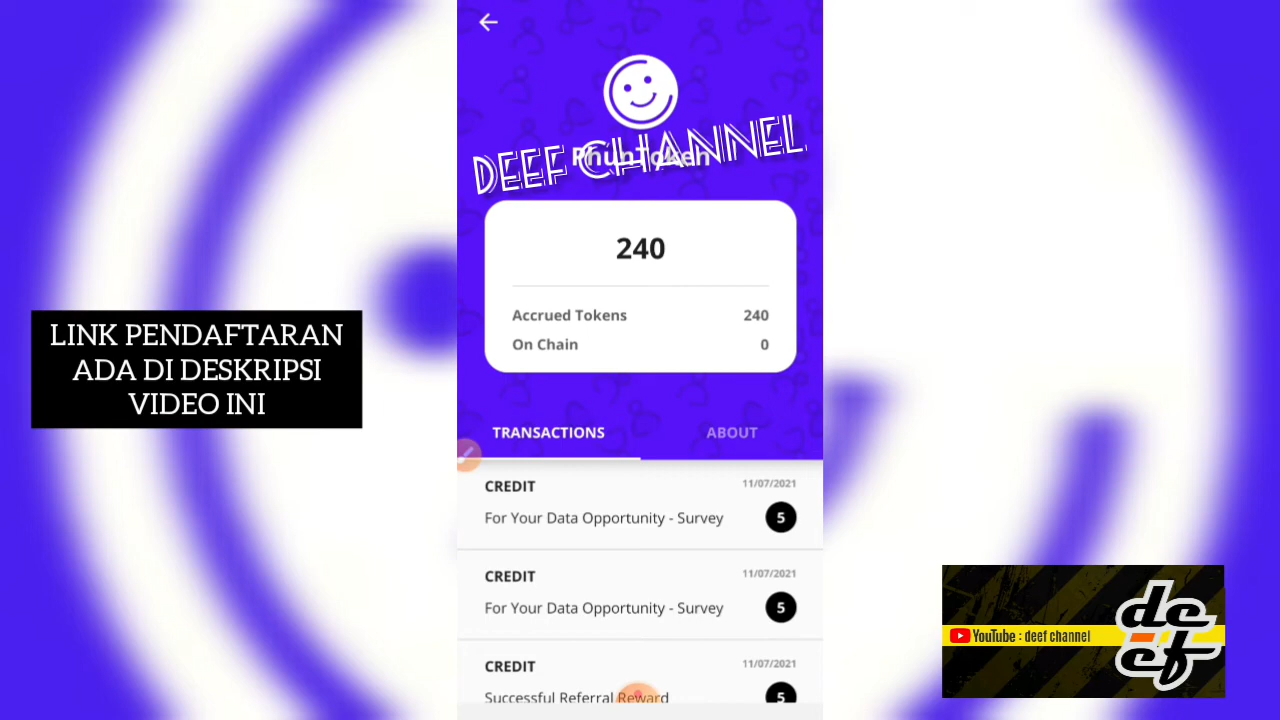 PhunToken
DEEF CHANNEL
240
Accrued Tokens 240
On Chain 0
TRANSACTIONS ABOUT
CREDIT 11/07/2021
For Your Data Opportunity - Survey 5
CREDIT 11/07/2021
For Your Data Opportunity - Survey 5
CREDIT 11/07/2021
Successful Referral Reward 5
LINK PENDAFTARAN
ADA DI DESKRIPSI
VIDEO INI
YouTube : deef channel
deef